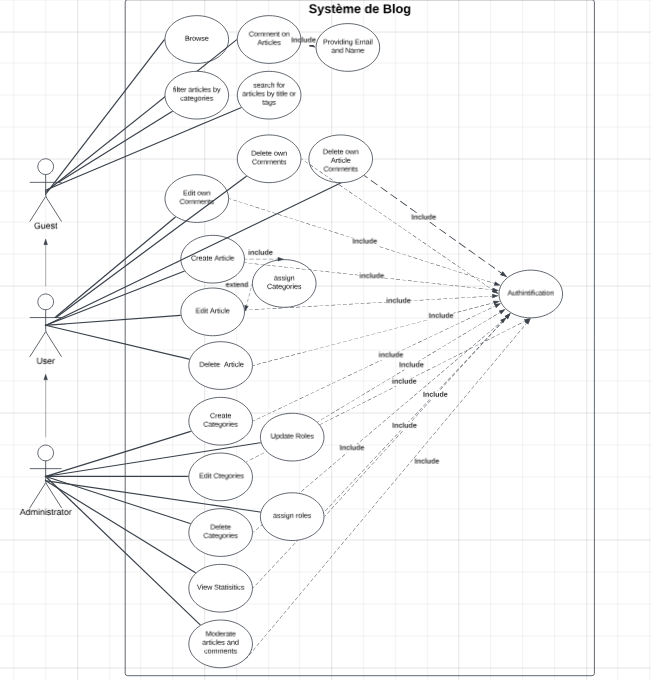 Système de Blog
Browse
Comment on
Articles
Include
Providing Email
and Name
filter articles by
categories
search for
articles by title or
tags
Delete own
Comments
Delete own
Article
Comments
Edit own
Comments
Include
Guest
Include
Create Article
include
assign
Categories
include
extend
Authintification
Edit Article
include
Include
User
Delete Article
include
Include
include
Include
Create
Categories
Update Roles
Include
Include
Edit Ctegories
Include
Administrator
assign roles
Delete
Categories
View Statisitics
Moderate
articles and
comments